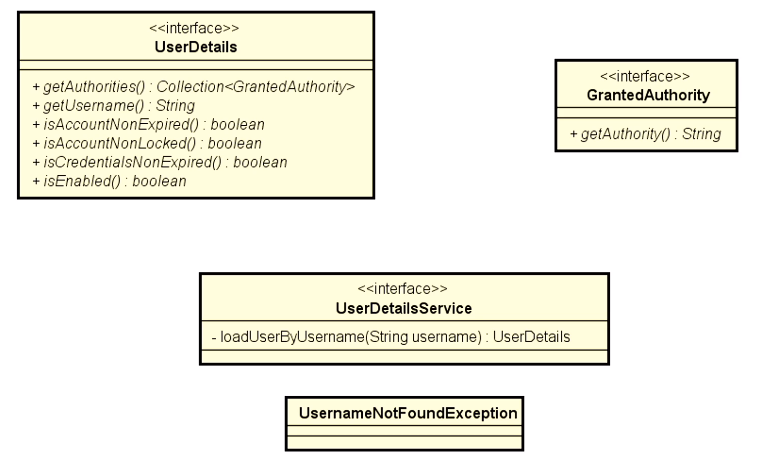 <<interface>>
UserDetails
+ getAuthorities() : Collection<GrantedAuthority>
+ getUsername() : String
+ isAccountNonExpired() : boolean
+ isAccountNonLocked() : boolean
+ isCredentialsNonExpired() : boolean
+ isEnabled() : boolean
<<interface>>
GrantedAuthority
+ getAuthority() : String
<<interface>>
UserDetailsService
- loadUserByUsername(String username) : UserDetails
UsernameNotFoundException